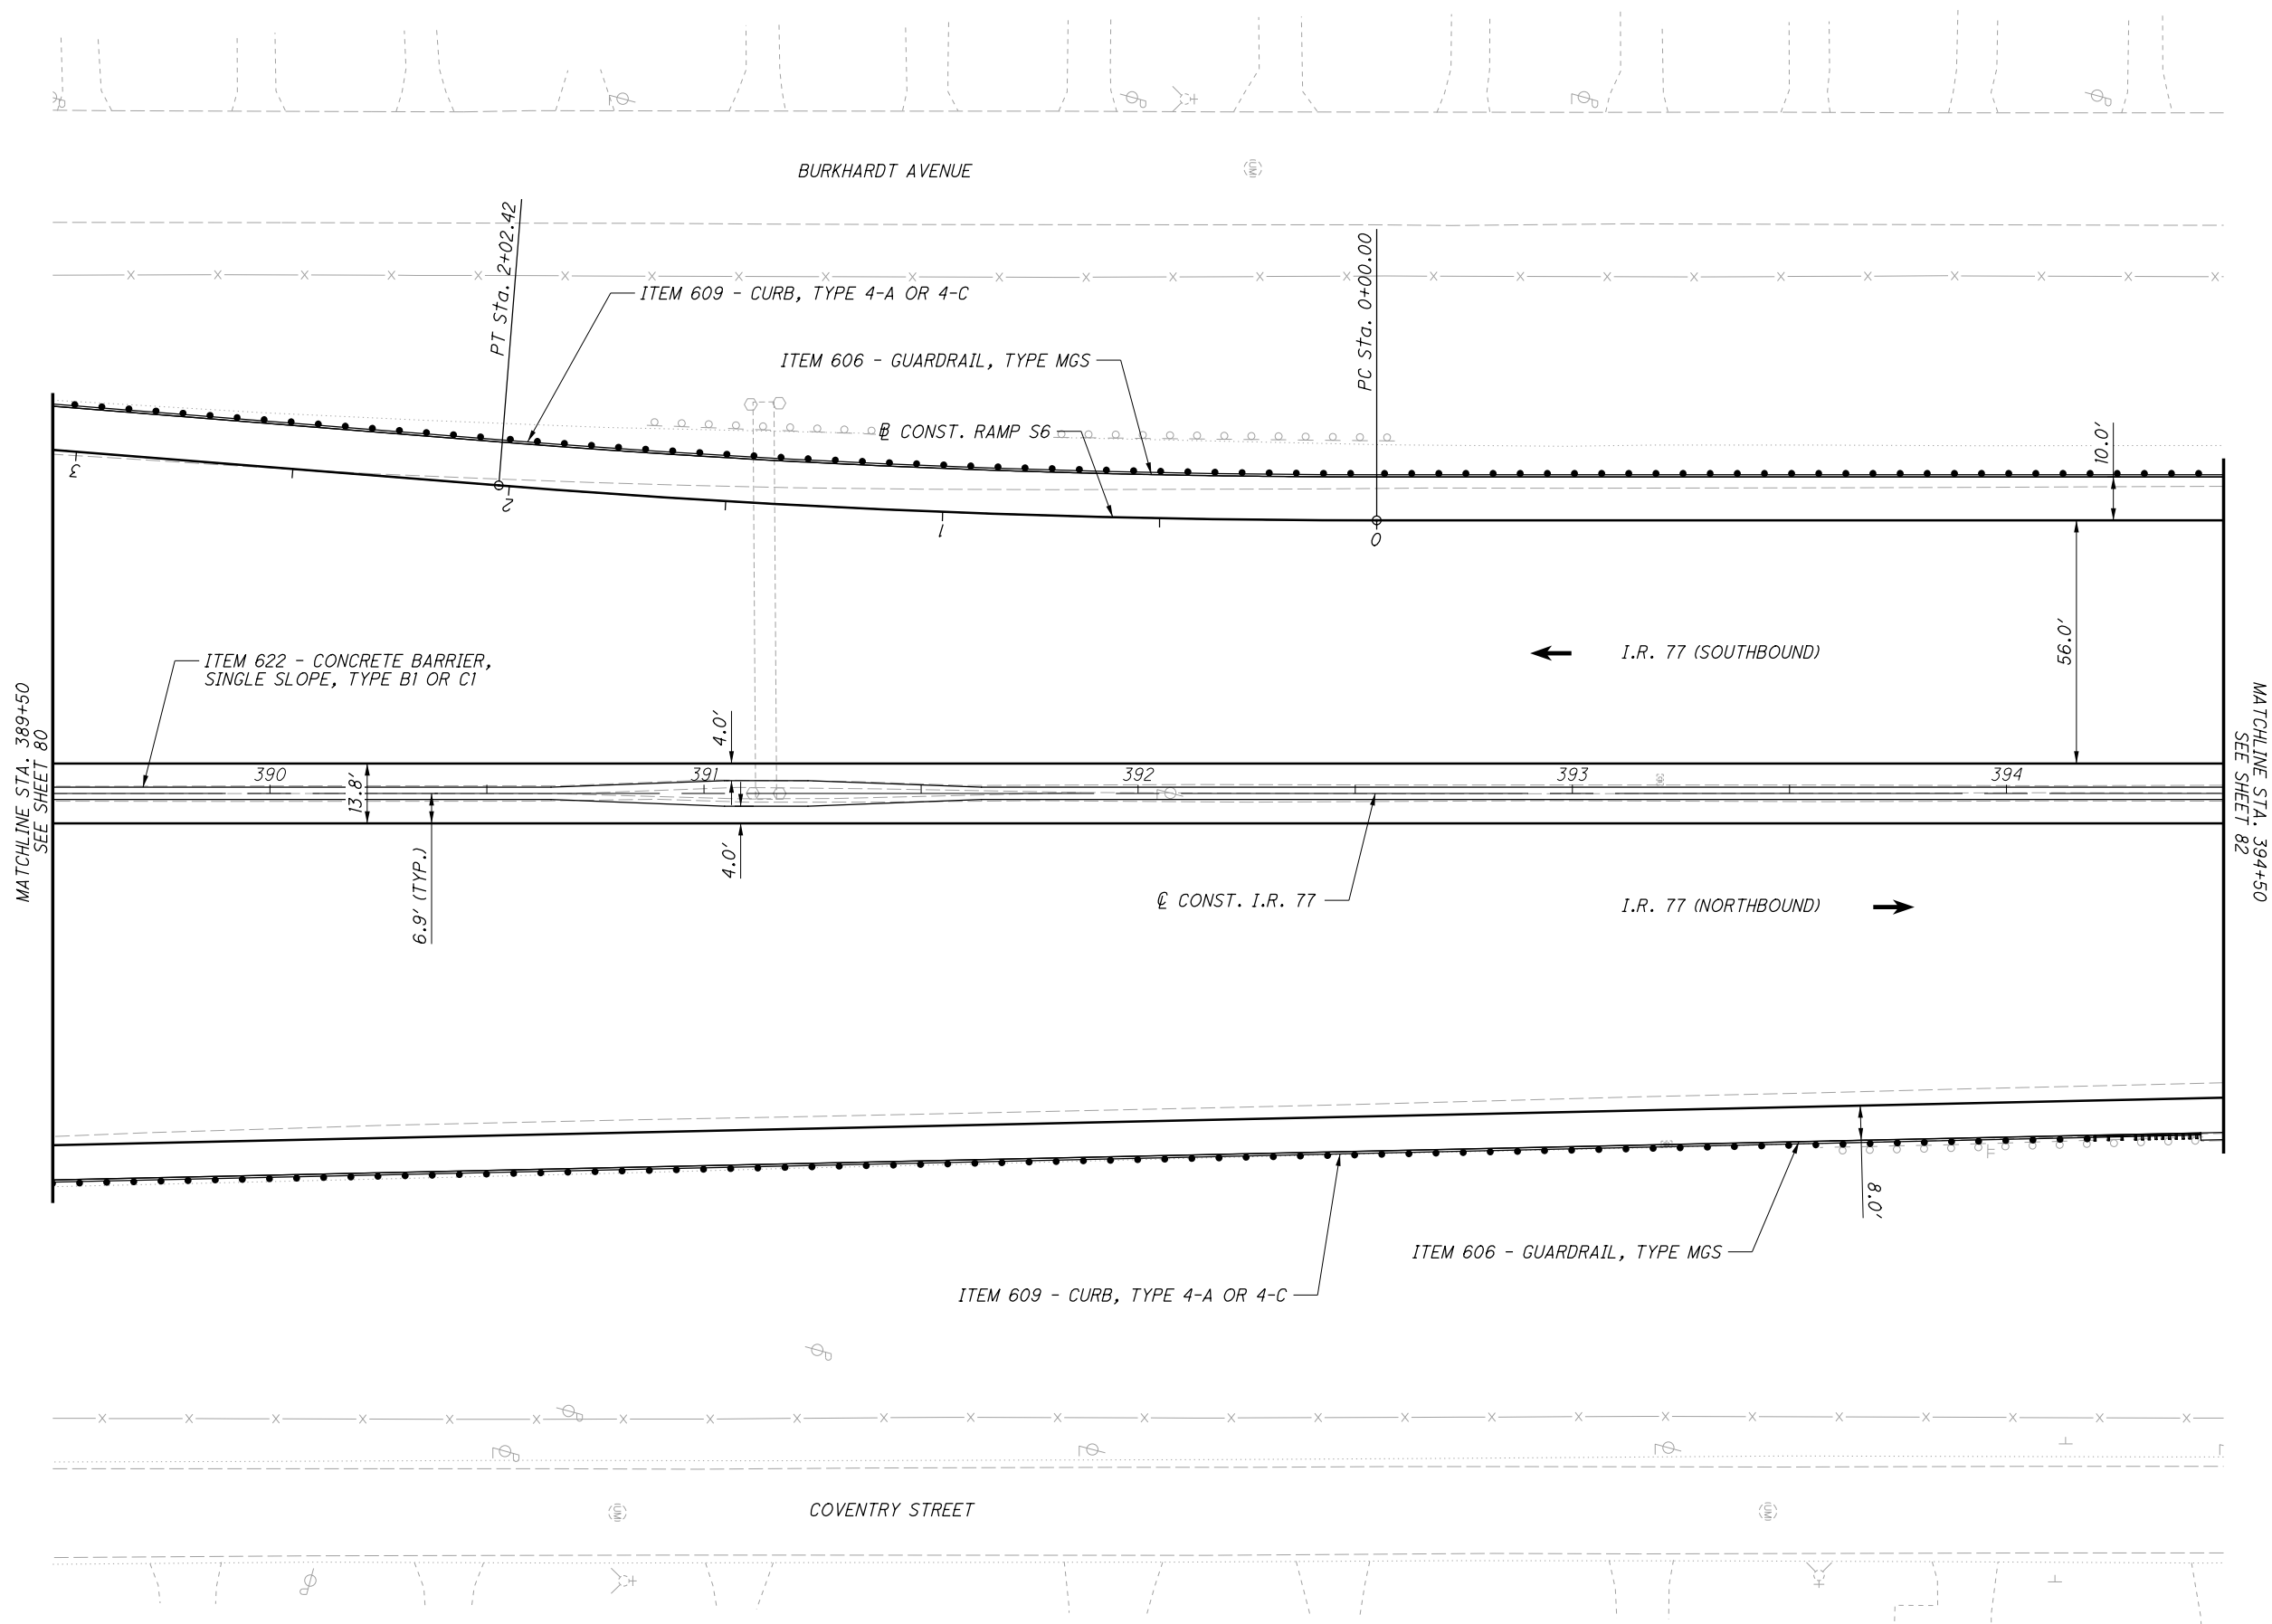 BURKHARDT AVENUE
PT Sta. 2+02.42
PC Sta. 0+00.00
ITEM 609 - CURB, TYPE 4-A OR 4-C
ITEM 606 - GUARDRAIL, TYPE MGS
℄ CONST. RAMP S6
10.0'
3
2
1
0
56.0'
I.R. 77 (SOUTHBOUND)
ITEM 622 - CONCRETE BARRIER,
SINGLE SLOPE, TYPE B1 OR C1
MATCHLINE STA. 389+50
SEE SHEET 80
MATCHLINE STA. 394+50
SEE SHEET 82
4.0'
390
391
392
393
394
13.8'
6.9' (TYP.)
4.0'
℄ CONST. I.R. 77
I.R. 77 (NORTHBOUND)
8.0'
ITEM 606 - GUARDRAIL, TYPE MGS
ITEM 609 - CURB, TYPE 4-A OR 4-C
COVENTRY STREET